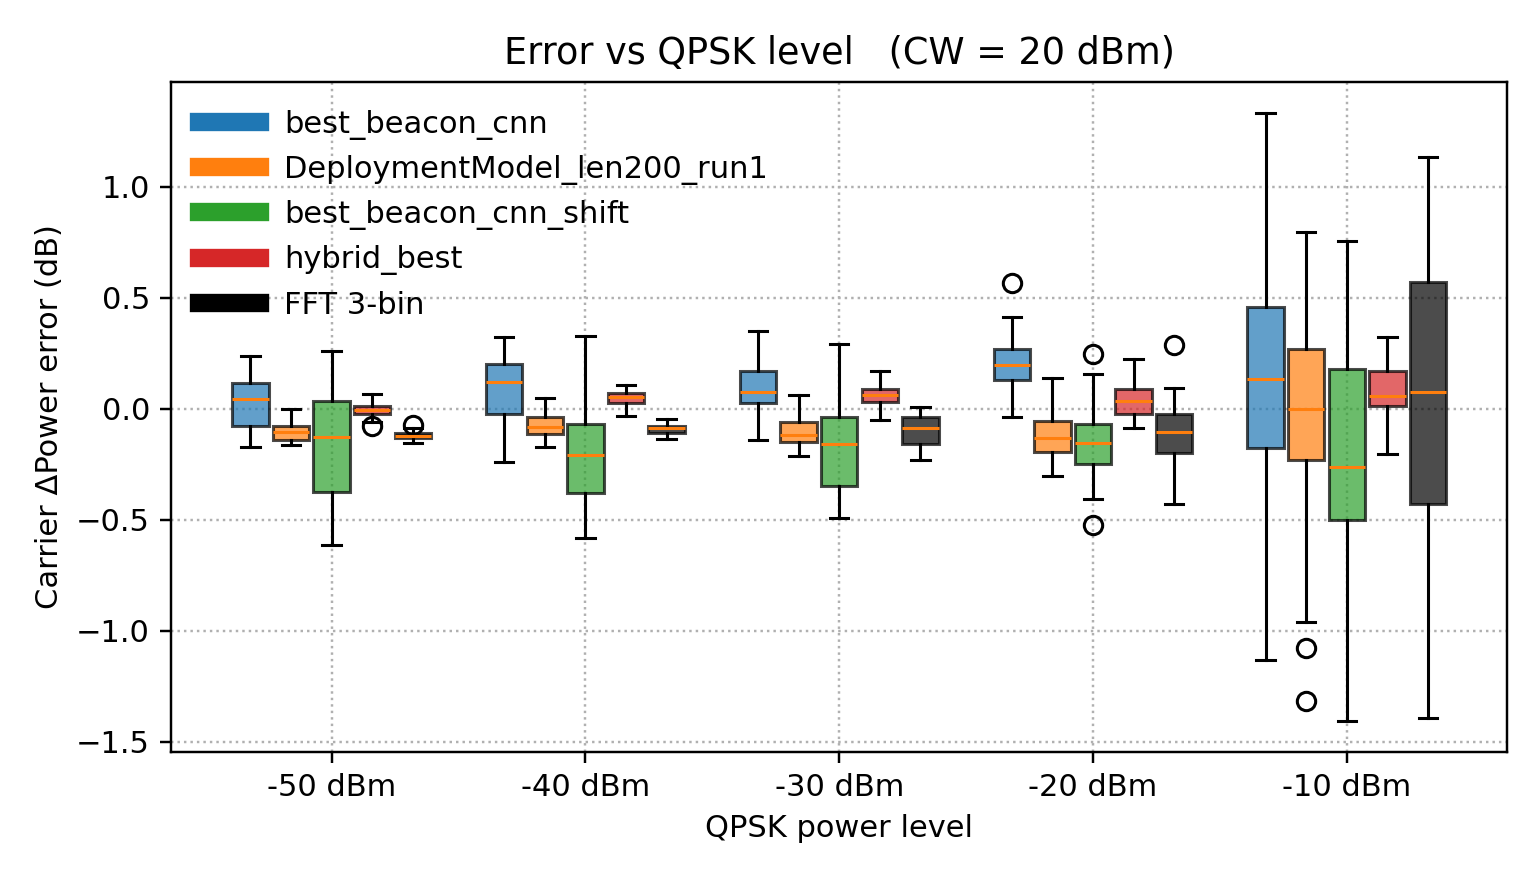 Error vs QPSK level   (CW = 20 dBm)
best_beacon_cnn
DeploymentModel_len200_run1
best_beacon_cnn_shift
hybrid_best
FFT 3-bin
Carrier ΔPower error (dB)
1.0
0.5
0.0
−0.5
−1.0
−1.5
-50 dBm
-40 dBm
-30 dBm
-20 dBm
-10 dBm
QPSK power level